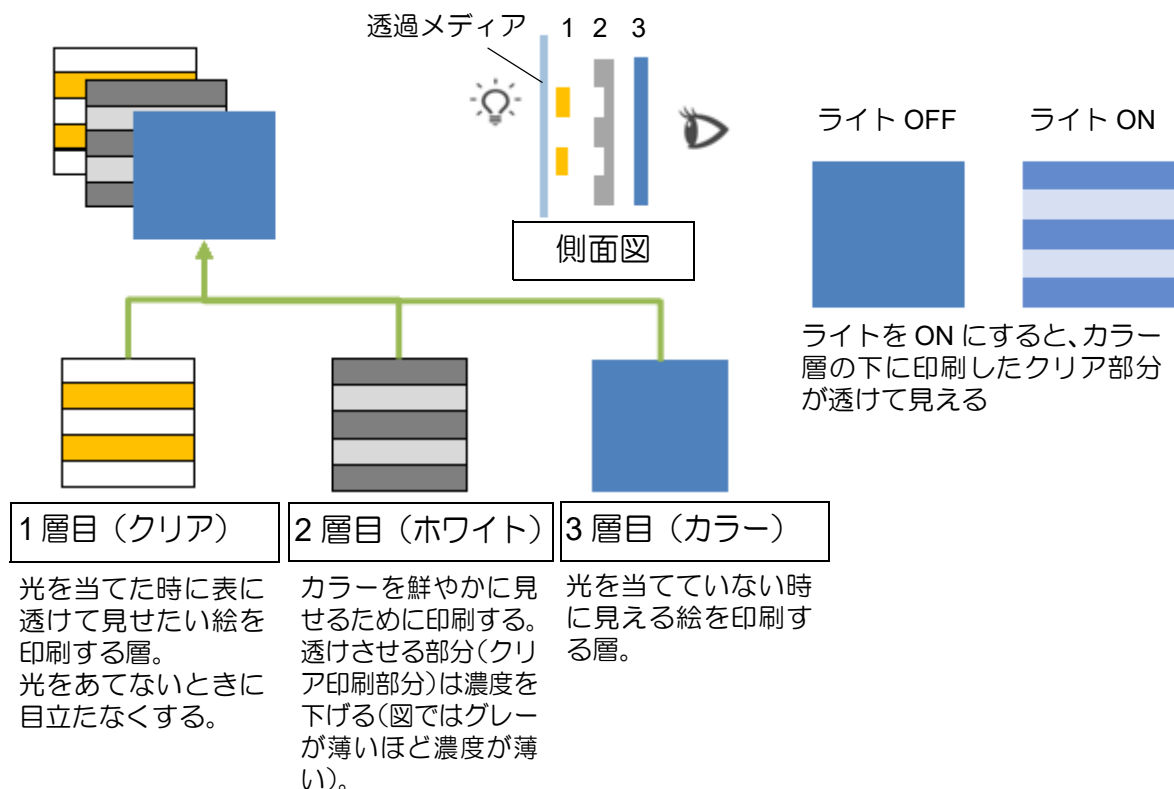 透過メディア 1 2 3
側面図
ライト OFF ライト ON
ライトを ON にすると、カラー
層の下に印刷したクリア部分
が透けて見える
1 層目（クリア）
光を当てた時に表に
透けて見せたい絵を
印刷する層。
光をあてないときに
目立たなくする。
2 層目（ホワイト）
カラーを鮮やかに見
せるために印刷する。
透けさせる部分（クリ
ア印刷部分）は濃度を
下げる（図ではグレー
が薄いほど濃度が薄
い）。
3 層目（カラー）
光を当てていない時
に見える絵を印刷す
る層。